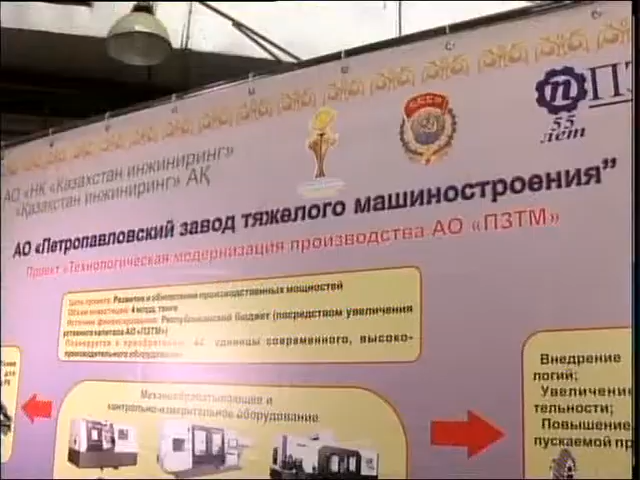 АО «НК «Казахстан инжиниринг»
«Қазақстан инжиниринг» АҚ
СССР
ПЗ
55
лет
АО «Петропавловский завод тяжелого машиностроения”
Проект «Технологическая модернизация производства АО «ПЗТМ»
Цель проекта: Развитие и обновление производственных мощностей
Объем инвестиций: 4 млрд. тенге
Источник финансирования: Республиканский бюджет (посредством увеличения
уставного капитала АО «ПЗТМ»)
Планируется к приобретению: единицы современного, высоко-
производительного оборудования
Механообрабатывающее и
контрольно-измерительное оборудование
Внедрение
логий;
Увеличени
тельности;
Повышение
пускаемой пр